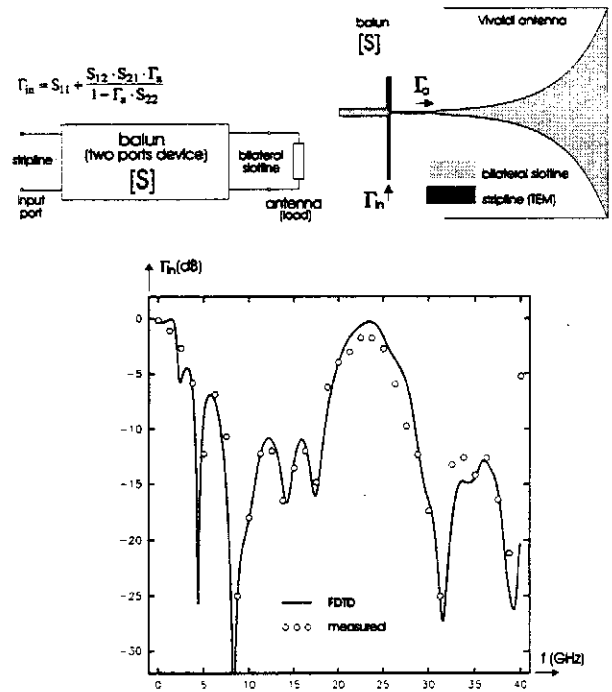 balun
[S]
Vivaldi antenna
Γin = S11 + S12 · S21 · Γa / 1 − Γa · S22
Γa
stripline
input
port
balun
(two ports device)
[S]
bilateral
slotline
antenna
(load)
Γin
bilateral slotline
stripline (TEM)
Γin(dB)
0
-5
-10
-15
-20
-25
-30
FDTD
measured
0 5 10 15 20 25 30 35 40
f (GHz)